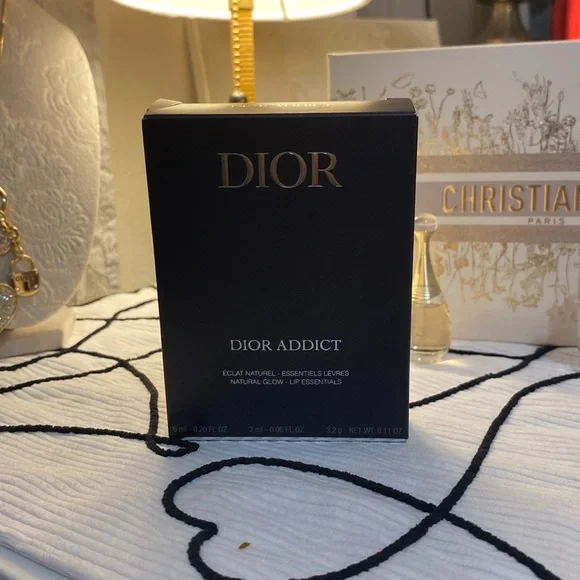 DIOR
DIOR ADDICT
ÉCLAT NATUREL - ESSENTIELS LÈVRES
NATURAL GLOW - LIP ESSENTIALS
6 ml - 0.20 FL.OZ 2 ml - 0.06 FL.OZ 3,2 g - NET WT. 0.11 OZ
CHRISTIAN
PARIS